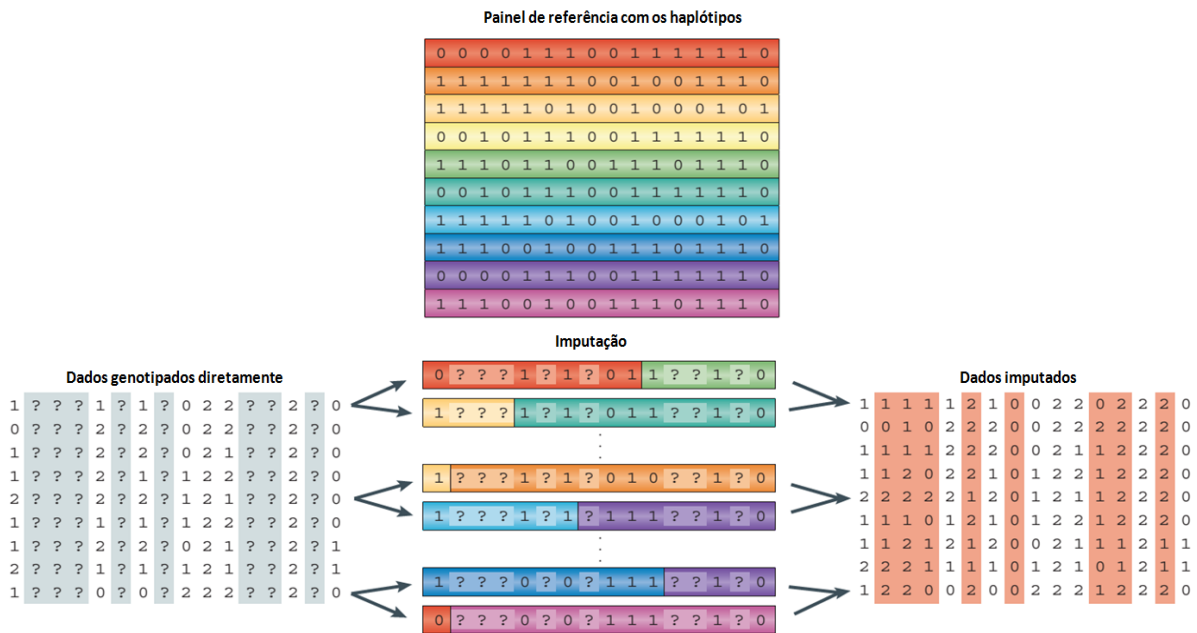 Painel de referência com os haplótipos
0 0 0 0 1 1 1 0 0 1 1 1 1 1 1 0
1 1 1 1 1 1 1 0 0 1 0 0 1 1 1 0
1 1 1 1 1 0 1 0 0 1 0 0 0 1 0 1
0 0 1 0 1 1 1 0 0 1 1 1 1 1 1 0
1 1 1 0 1 1 0 0 1 1 1 0 1 1 1 0
0 0 1 0 1 1 1 0 0 1 1 1 1 1 1 0
1 1 1 1 1 0 1 0 0 1 0 0 0 1 0 1
1 1 1 0 0 1 0 0 1 1 1 0 1 1 1 0
0 0 0 0 1 1 1 0 0 1 1 1 1 1 1 0
1 1 1 0 0 1 0 0 1 1 1 0 1 1 1 0
Dados genotipados diretamente
1 ? ? ? 1 ? 1 ? 0 2 2 ? ? 2 ? 0
0 ? ? ? 2 ? 2 ? 0 2 2 ? ? 2 ? 0
1 ? ? ? 2 ? 2 ? 0 2 1 ? ? 2 ? 0
1 ? ? ? 2 ? 1 ? 1 2 2 ? ? 2 ? 0
2 ? ? ? 2 ? 2 ? 1 2 1 ? ? 2 ? 0
1 ? ? ? 1 ? 1 ? 1 2 2 ? ? 2 ? 0
1 ? ? ? 2 ? 2 ? 0 2 1 ? ? 2 ? 1
2 ? ? ? 1 ? 1 ? 1 2 1 ? ? 2 ? 1
1 ? ? ? 0 ? 0 ? 2 2 2 ? ? 2 ? 0
Imputação
0 ? ? ? 1 ? 1 ? 0 1 1 ? ? 1 ? 0
1 ? ? ? 1 ? 1 ? 0 1 1 ? ? 1 ? 0
1 ? ? ? 1 ? 1 ? 0 1 0 ? ? 1 ? 0
1 ? ? ? 1 ? 1 ? 1 1 1 ? ? 1 ? 0
1 ? ? ? 0 ? 0 ? 1 1 1 ? ? 1 ? 0
0 ? ? ? 0 ? 0 ? 1 1 1 ? ? 1 ? 0
Dados imputados
1 1 1 1 1 2 1 0 0 2 2 0 2 2 2 0
0 0 1 0 2 2 2 0 0 2 2 2 2 2 2 0
1 1 1 1 2 2 2 0 0 2 1 1 2 2 2 0
1 1 2 0 2 2 1 0 1 2 2 1 2 2 2 0
2 2 2 2 2 1 2 0 1 2 1 1 2 2 2 0
1 1 1 0 1 2 1 0 1 2 2 1 2 2 2 0
1 1 2 1 2 1 2 0 0 2 1 1 1 2 1 1
2 2 2 1 1 1 1 0 1 2 1 0 1 2 1 1
1 2 2 0 0 2 0 0 2 2 2 1 2 2 2 0